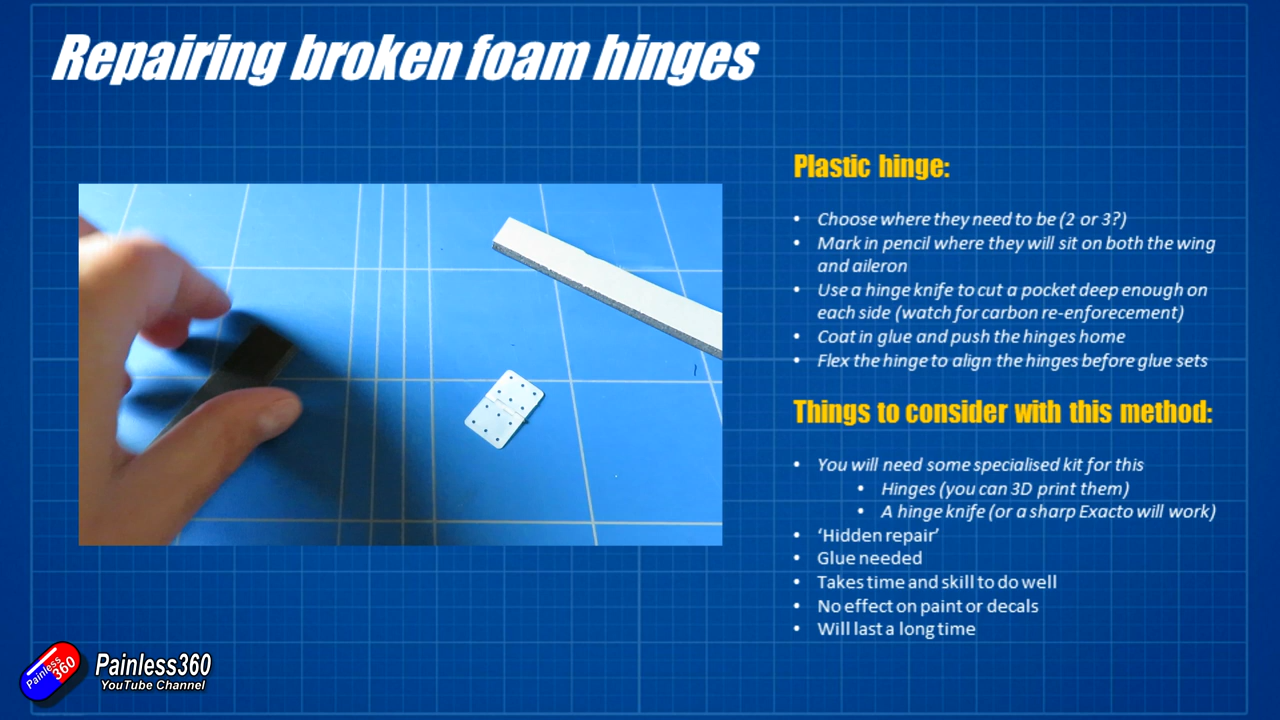 Repairing broken foam hinges
Plastic hinge:
• Choose where they need to be (2 or 3?)
• Mark in pencil where they will sit on both the wing
and aileron
• Use a hinge knife to cut a pocket deep enough on
each side (watch for carbon re-enforecement)
• Coat in glue and push the hinges home
• Flex the hinge to align the hinges before glue sets
Things to consider with this method:
• You will need some specialised kit for this
• Hinges (you can 3D print them)
• A hinge knife (or a sharp Exacto will work)
• ‘Hidden repair’
• Glue needed
• Takes time and skill to do well
• No effect on paint or decals
• Will last a long time
Painless
360
Painless360
YouTube Channel